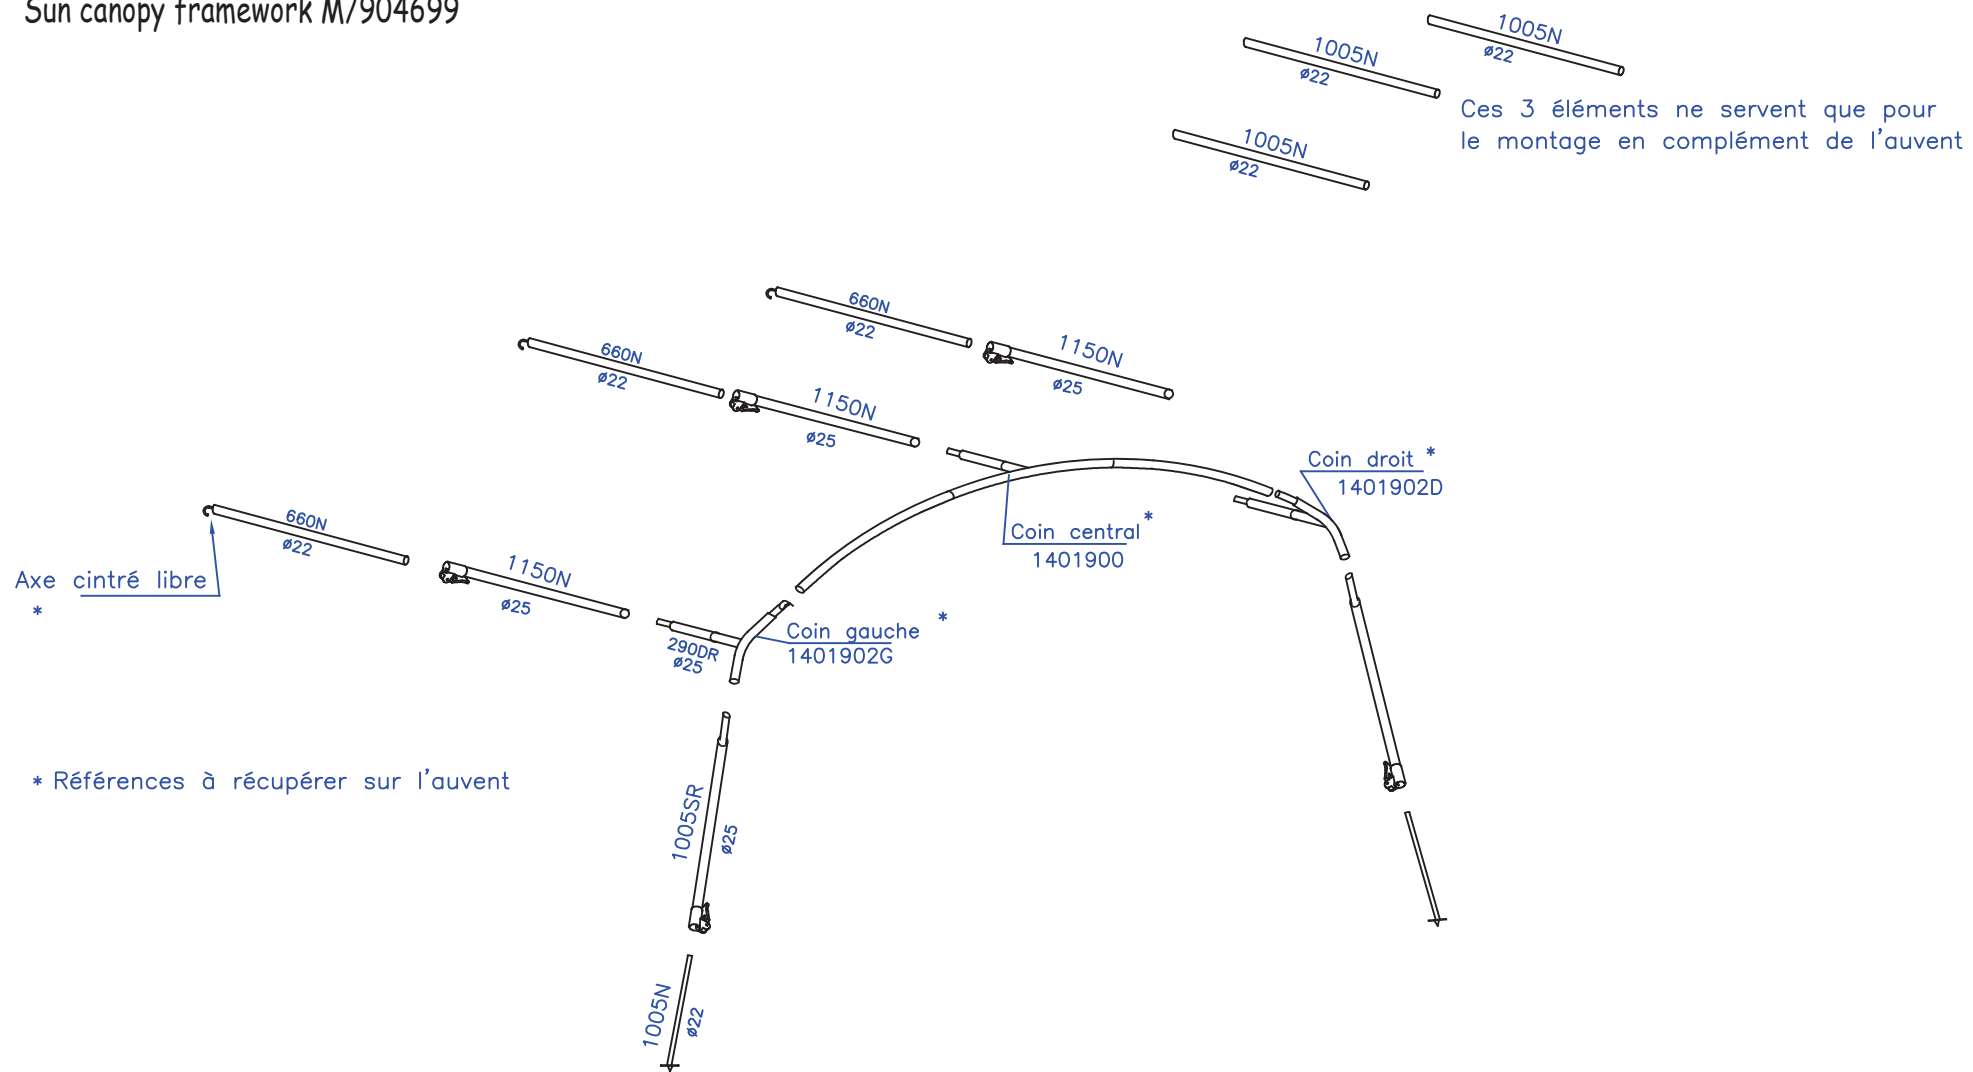 Sun canopy framework M7904699
1005N
ø22
1005N
ø22
Ces 3 éléments ne servent que pour
le montage en complément de l'auvent
1005N
ø22
660N
ø22
1150N
ø25
660N
ø22
1150N
ø25
Coin droit *
1401902D
Coin central *
1401900
660N
ø22
1150N
ø25
Axe cintré libre
*
290DR
ø25
Coin gauche *
1401902G
* Références à récupérer sur l'auvent
1005SR
ø25
1005N
ø22